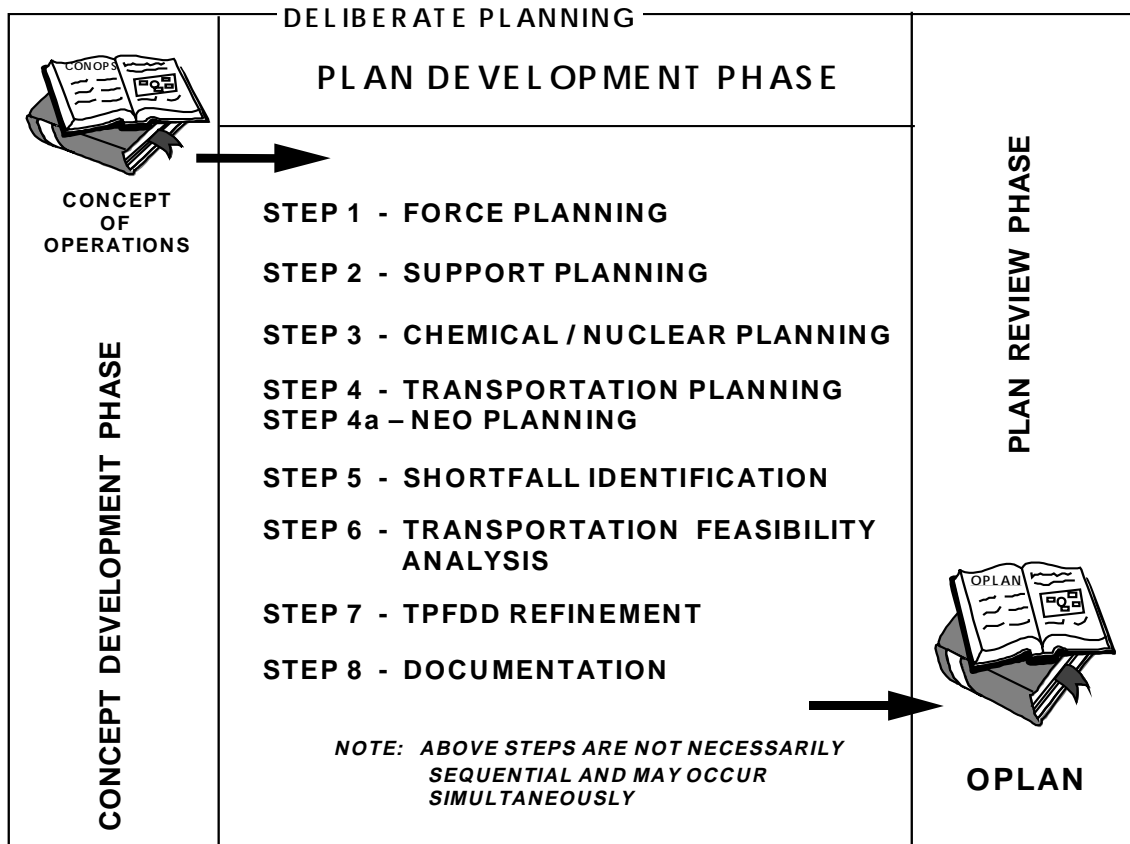 DELIBERATE PLANNING
PLAN DEVELOPMENT PHASE
CONOPS
CONCEPT
OF
OPERATIONS
CONCEPT DEVELOPMENT PHASE
STEP 1 - FORCE PLANNING
STEP 2 - SUPPORT PLANNING
STEP 3 - CHEMICAL / NUCLEAR PLANNING
STEP 4 - TRANSPORTATION PLANNING
STEP 4a – NEO PLANNING
STEP 5 - SHORTFALL IDENTIFICATION
STEP 6 - TRANSPORTATION FEASIBILITY
ANALYSIS
STEP 7 - TPFDD REFINEMENT
STEP 8 - DOCUMENTATION
NOTE: ABOVE STEPS ARE NOT NECESSARILY
SEQUENTIAL AND MAY OCCUR
SIMULTANEOUSLY
PLAN REVIEW PHASE
OPLAN
OPLAN